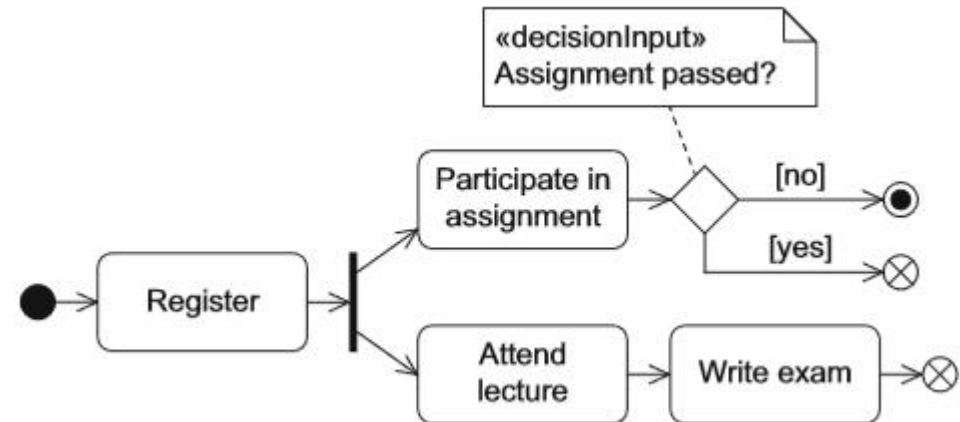 «decisionInput»
Assignment passed?
Participate in
assignment
[no]
[yes]
Register
Attend
lecture
Write exam